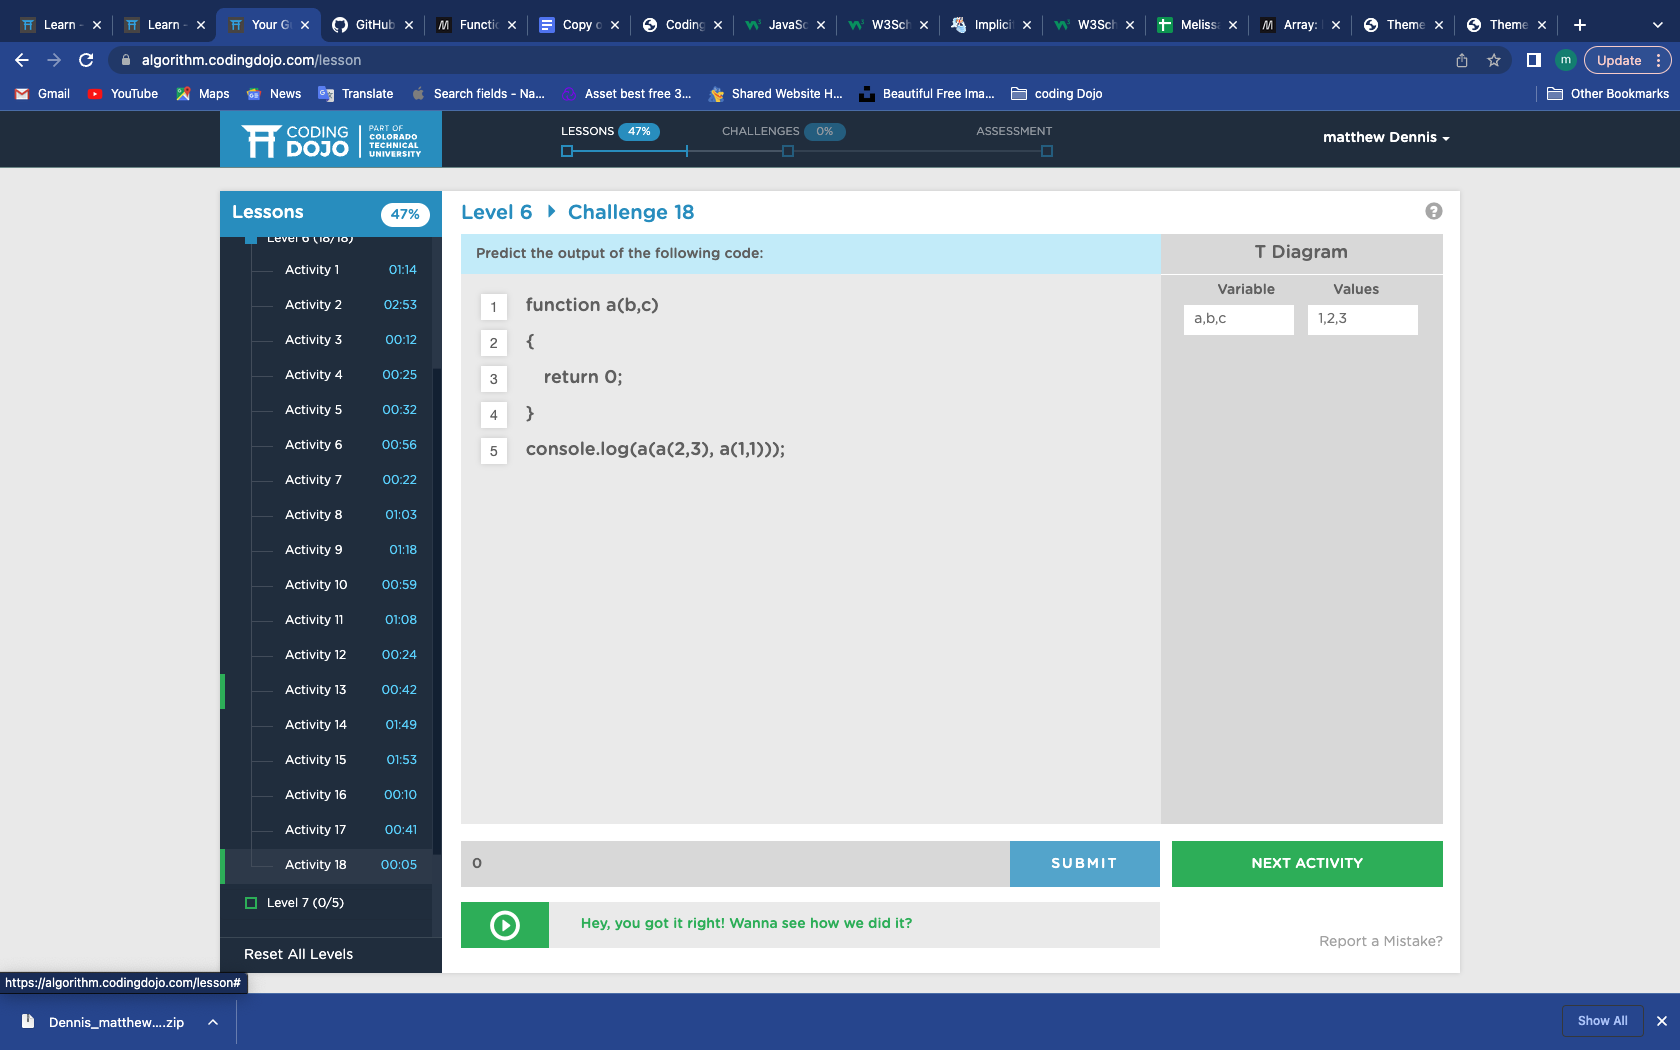 Learn -
Learn -
Your G
GitHub
Functio
Copy o
Coding
JavaSc
W3Sch
Implicit
W3Sch
Meliss
Array:
Theme
Theme
algorithm.codingdojo.com/lesson
m
Update
Gmail
YouTube
Maps
News
Translate
Search fields - Na...
Asset best free 3...
Shared Website H...
Beautiful Free Ima...
coding Dojo
Other Bookmarks
CODING DOJO
PART OF
COLORADO
TECHNICAL
UNIVERSITY
LESSONS 47%
CHALLENGES 0%
ASSESSMENT
matthew Dennis
Lessons 47%
Level 6 (18/18)
Activity 1 01:14
Activity 2 02:53
Activity 3 00:12
Activity 4 00:25
Activity 5 00:32
Activity 6 00:56
Activity 7 00:22
Activity 8 01:03
Activity 9 01:18
Activity 10 00:59
Activity 11 01:08
Activity 12 00:24
Activity 13 00:42
Activity 14 01:49
Activity 15 01:53
Activity 16 00:10
Activity 17 00:41
Activity 18 00:05
Level 7 (0/5)
Reset All Levels
Level 6 Challenge 18
?
Predict the output of the following code:
1 function a(b,c)
2 {
3 return 0;
4 }
5 console.log(a(a(2,3), a(1,1)));
T Diagram
Variable Values
a,b,c 1,2,3
0
SUBMIT
NEXT ACTIVITY
Hey, you got it right! Wanna see how we did it?
Report a Mistake?
https://algorithm.codingdojo.com/lesson#
Dennis_matthew....zip
Show All